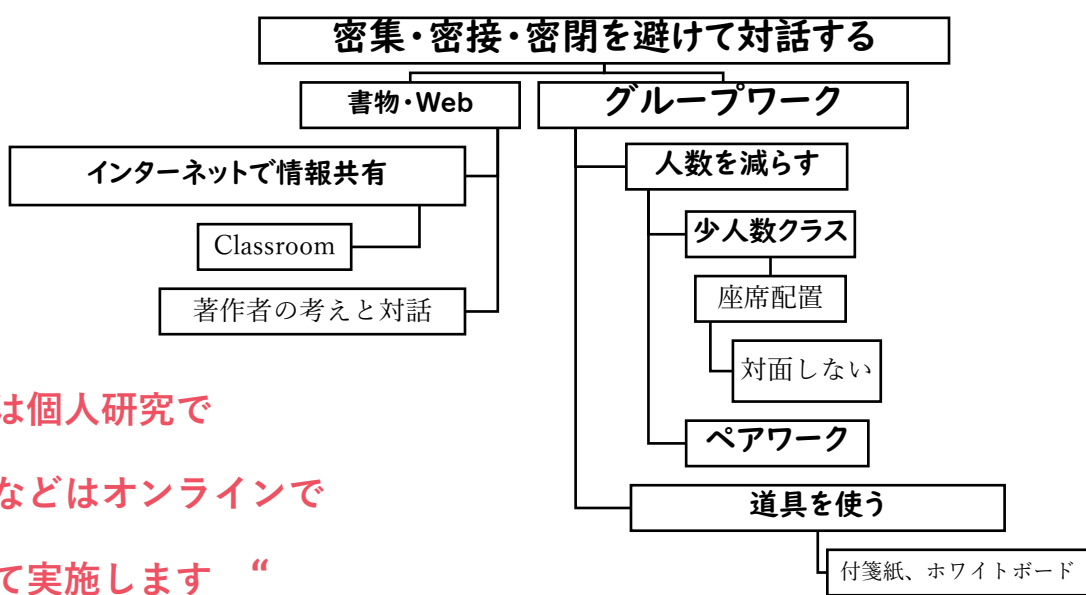 密集・密接・密閉を避けて対話する
書物・Web
グループワーク
インターネットで情報共有
人数を減らす
Classroom
少人数クラス
著作者の考えと対話
座席配置
対面しない
ペアワーク
道具を使う
付箋紙、ホワイトボード
は個人研究で
などはオンラインで
て実施します “